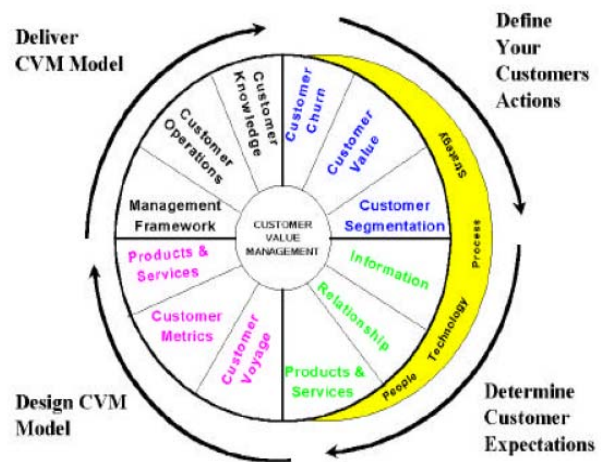 Deliver
CVM Model
Define
Your
Customers
Actions
Customer
Knowledge
Customer
Churn
Customer
Operations
Customer
Value
Strategy
Management
Framework
CUSTOMER
VALUE
MANAGEMENT
Customer
Segmentation
Process
Products &
Services
Information
Customer
Metrics
Relationship
Technology
Customer
Voyage
Products &
Services
People
Design CVM
Model
Determine
Customer
Expectations